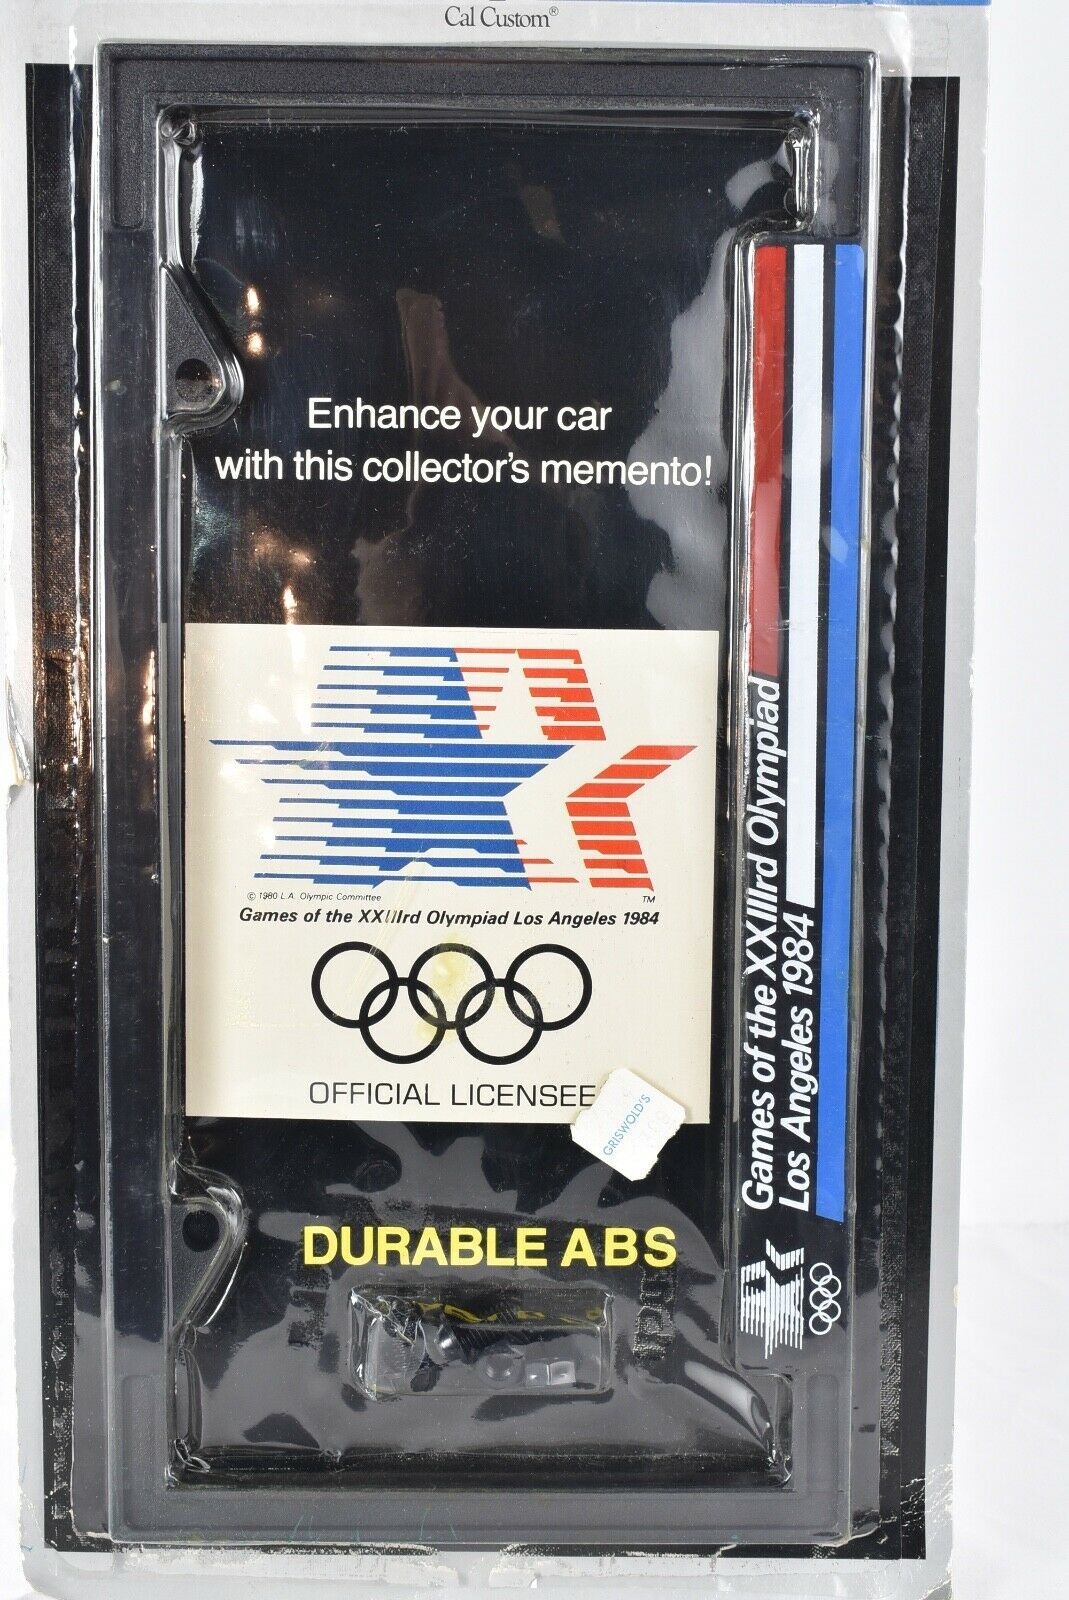 Cal Custom®
Enhance your car
with this collector's memento!
© 1980 L.A. Olympic Committee
TM
Games of the XXIIIrd Olympiad Los Angeles 1984
OFFICIAL LICENSEE
GRISWOLD'S
DURABLE ABS
Games of the XXIIIrd Olympiad
Los Angeles 1984